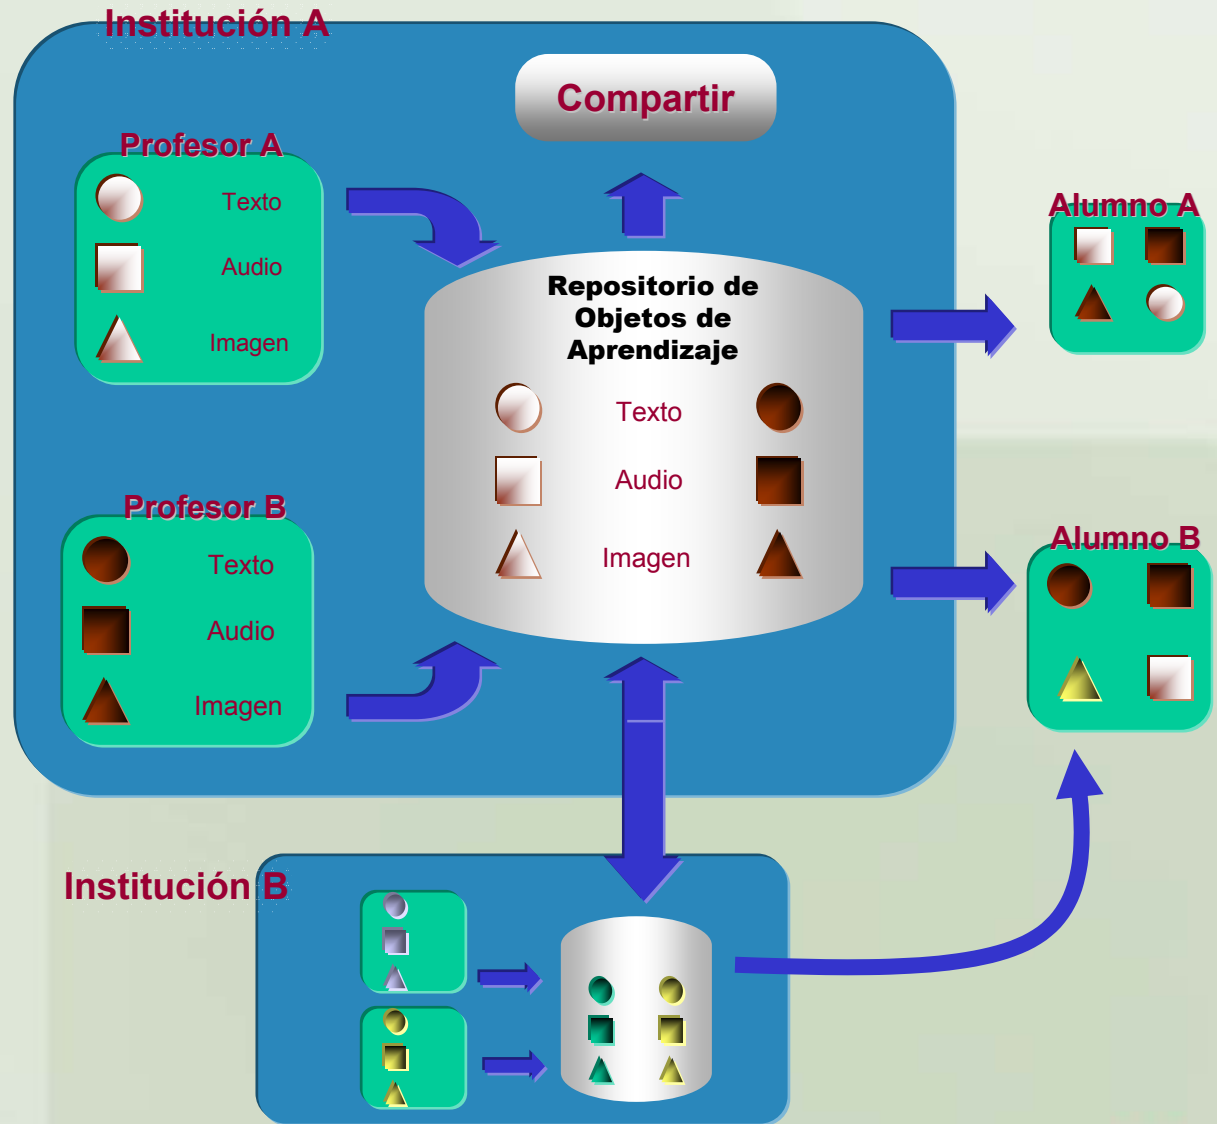 Institución A
Compartir
Profesor A
Texto
Audio
Imagen
Alumno A
Repositorio de
Objetos de
Aprendizaje
Texto
Audio
Imagen
Profesor B
Texto
Audio
Imagen
Alumno B
Institución B